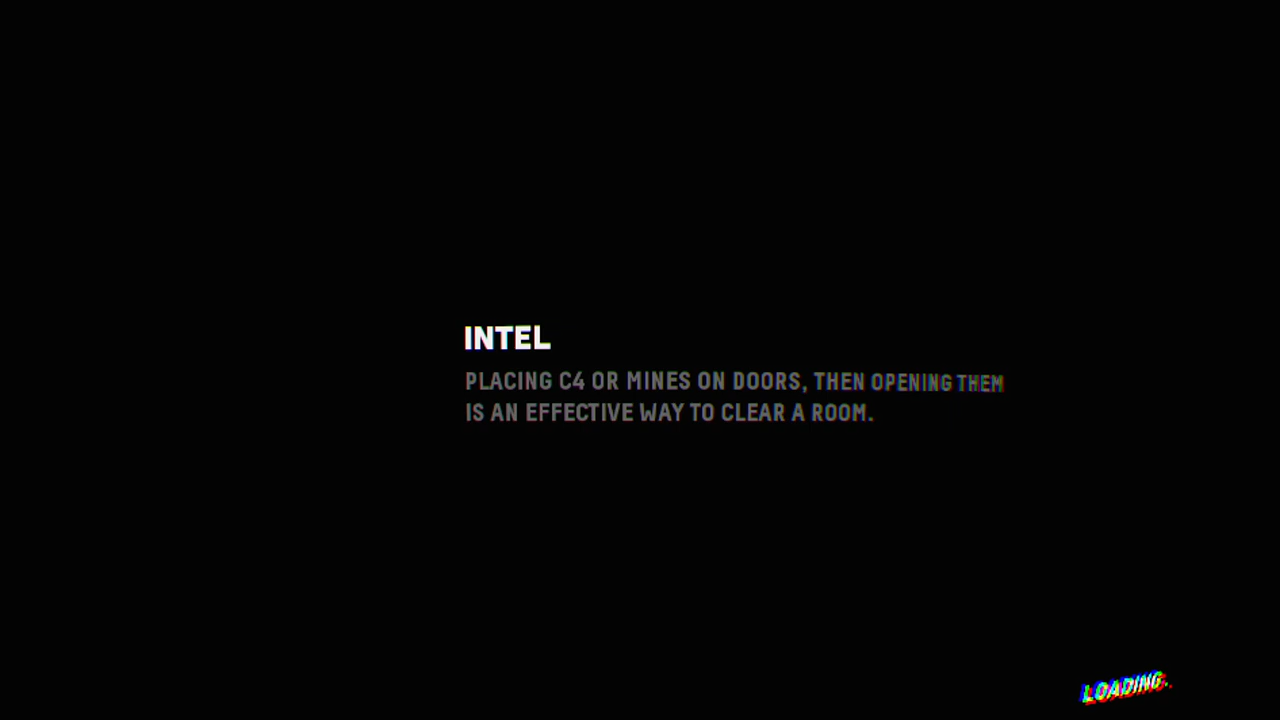 INTEL
PLACING C4 OR MINES ON DOORS, THEN OPENING THEM
IS AN EFFECTIVE WAY TO CLEAR A ROOM.
LOADING.